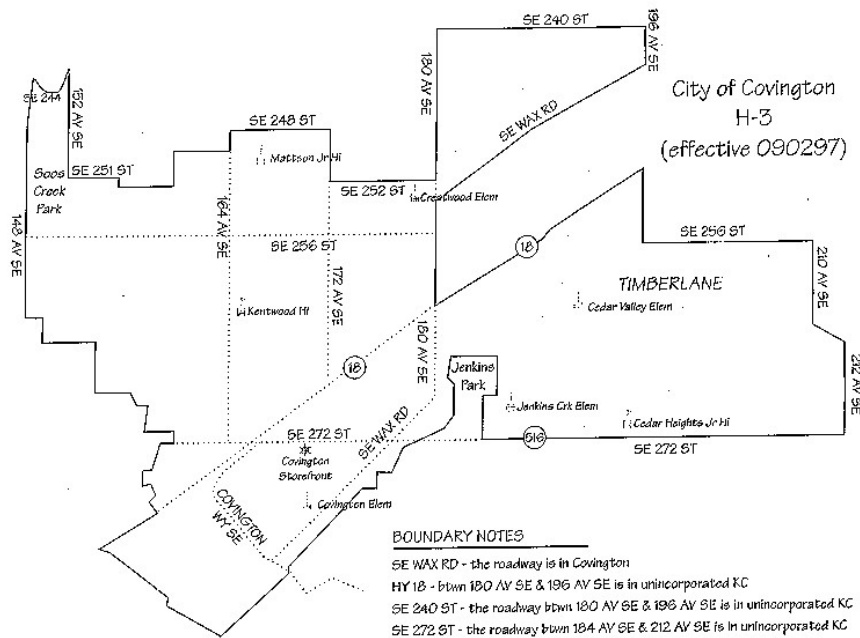 SE 240 ST
196 AV SE
180 AV SE
City of Covington
H-3
(effective 090297)
SE WAX RD
SE 244
152 AV SE
SE 248 ST
Mattson Jr Hi
SE 251 ST
Soos
Creek
Park
SE 252 ST
Crestwood Elem
148 AV SE
164 AV SE
SE 256 ST
172 AV SE
18
SE 256 ST
210 AV SE
TIMBERLANE
Cedar Valley Elem
Kentwood Hi
180 AV SE
18
Jenkins
Park
212 AV SE
Jenkins Crk Elem
Cedar Heights Jr Hi
SE 272 ST
SE WAX RD
516
SE 272 ST
Covington
Storefront
Covington Elem
COVINGTON
WY SE
BOUNDARY NOTES
SE WAX RD - the roadway is in Covington
HY 18 - btwn 180 AV SE & 196 AV SE is in unincorporated KC
SE 240 ST - the roadway btwn 180 AV SE & 196 AV SE is in unincorporated KC
SE 272 ST - the roadway btwn 184 AV SE & 212 AV SE is in unincorporated KC